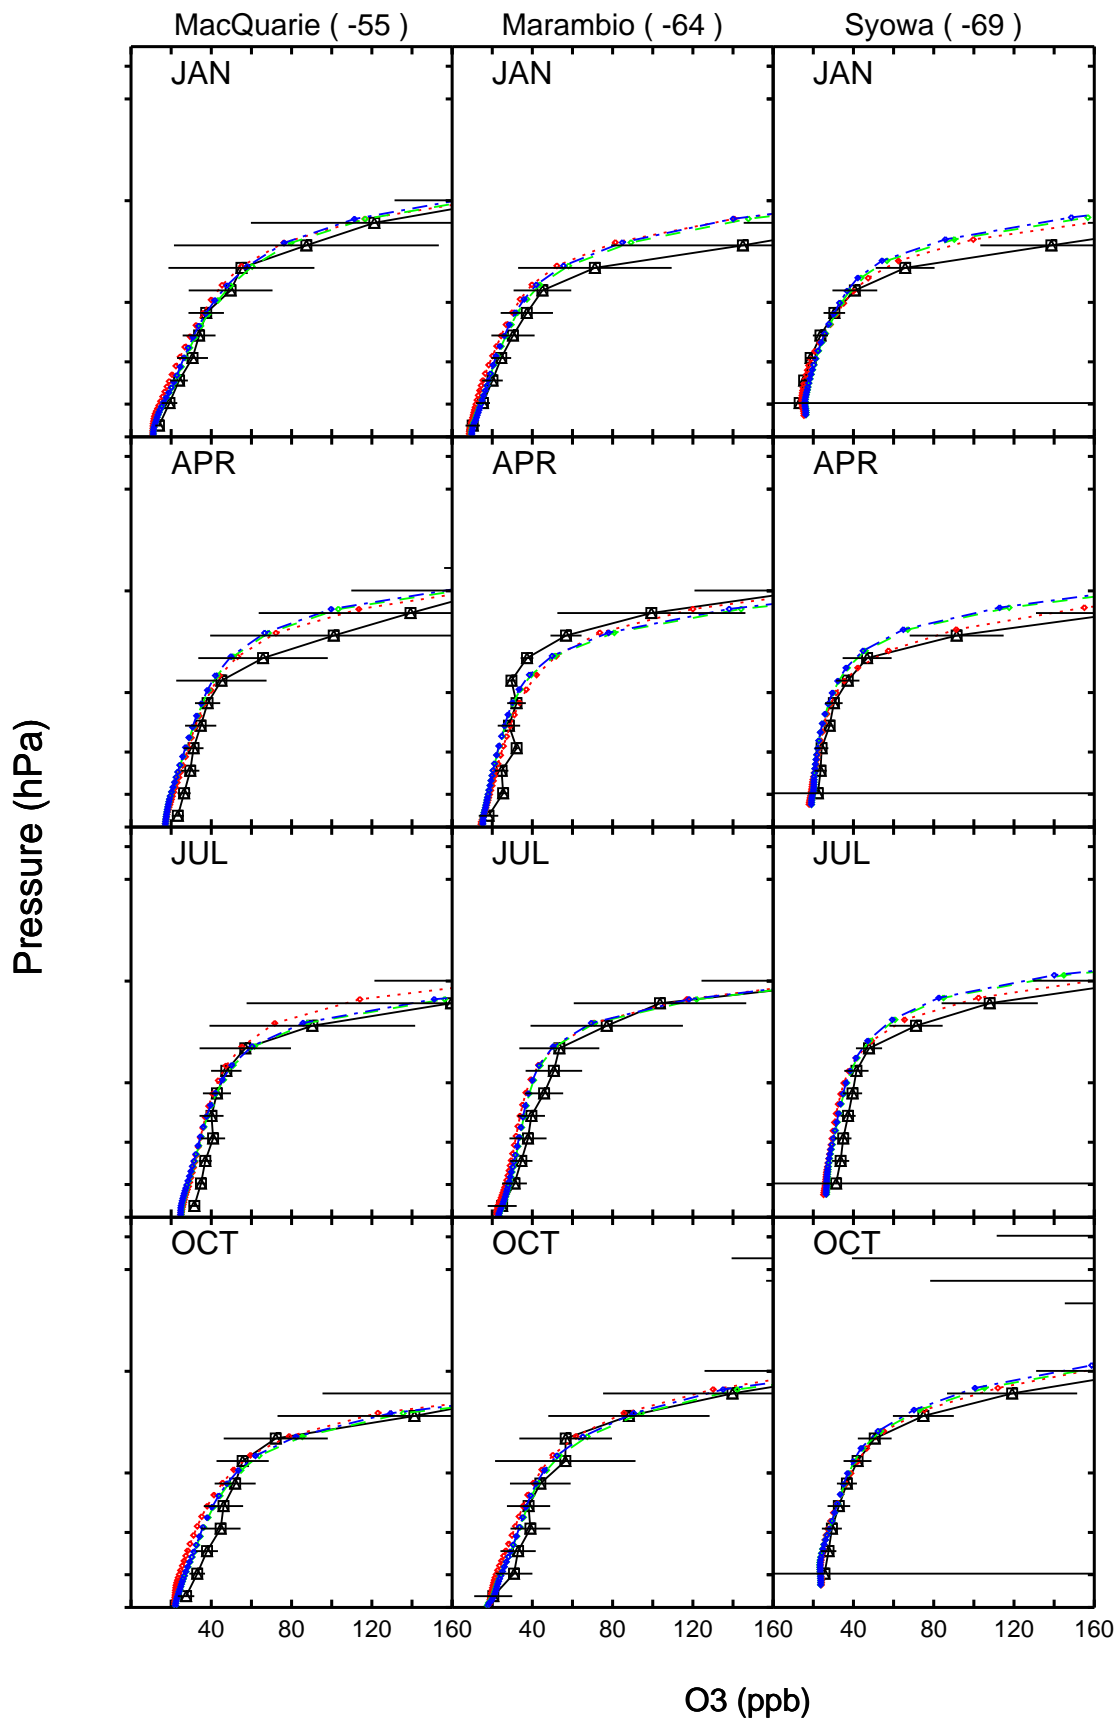 MacQuarie ( -55 ) Marambio ( -64 ) Syowa ( -69 )
JAN JAN JAN
APR APR APR
JUL JUL JUL
OCT OCT OCT
Pressure (hPa)
40 80 120 160 40 80 120 160 40 80 120 160
O3 (ppb)